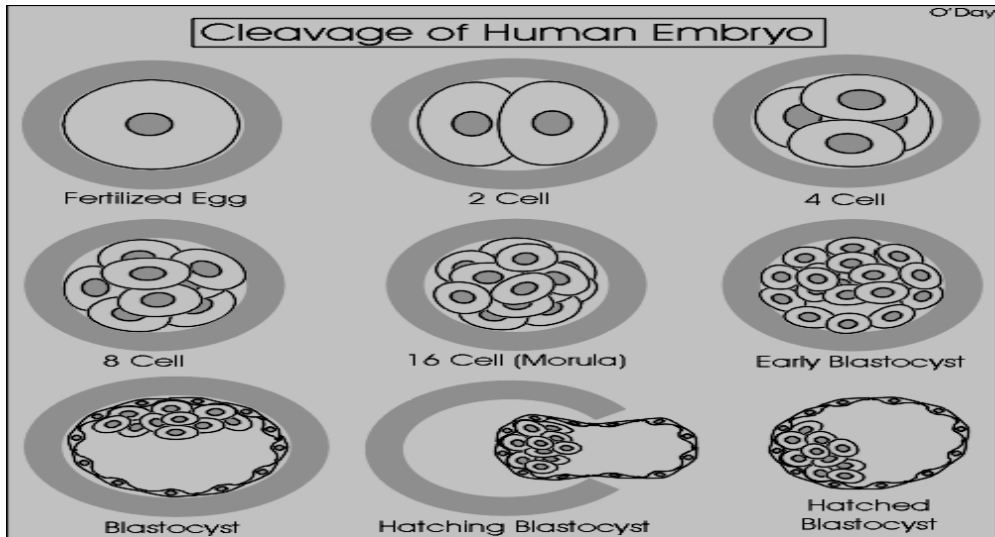 O'Day
Cleavage of Human Embryo
Fertilized Egg
2 Cell
4 Cell
8 Cell
16 Cell (Morula)
Early Blastocyst
Blastocyst
Hatching Blastocyst
Hatched
Blastocyst